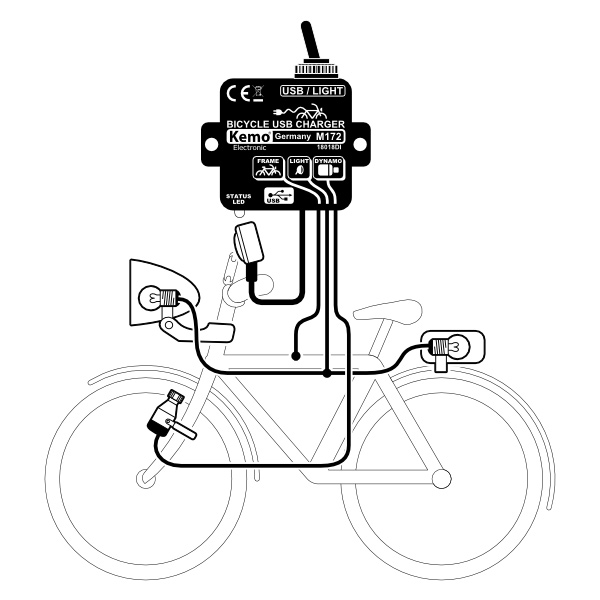 CE
USB / LIGHT
BICYCLE USB CHARGER
Kemo Germany M172
Electronic 18018DI
FRAME LIGHT DYNAMO
STATUS
LED
USB